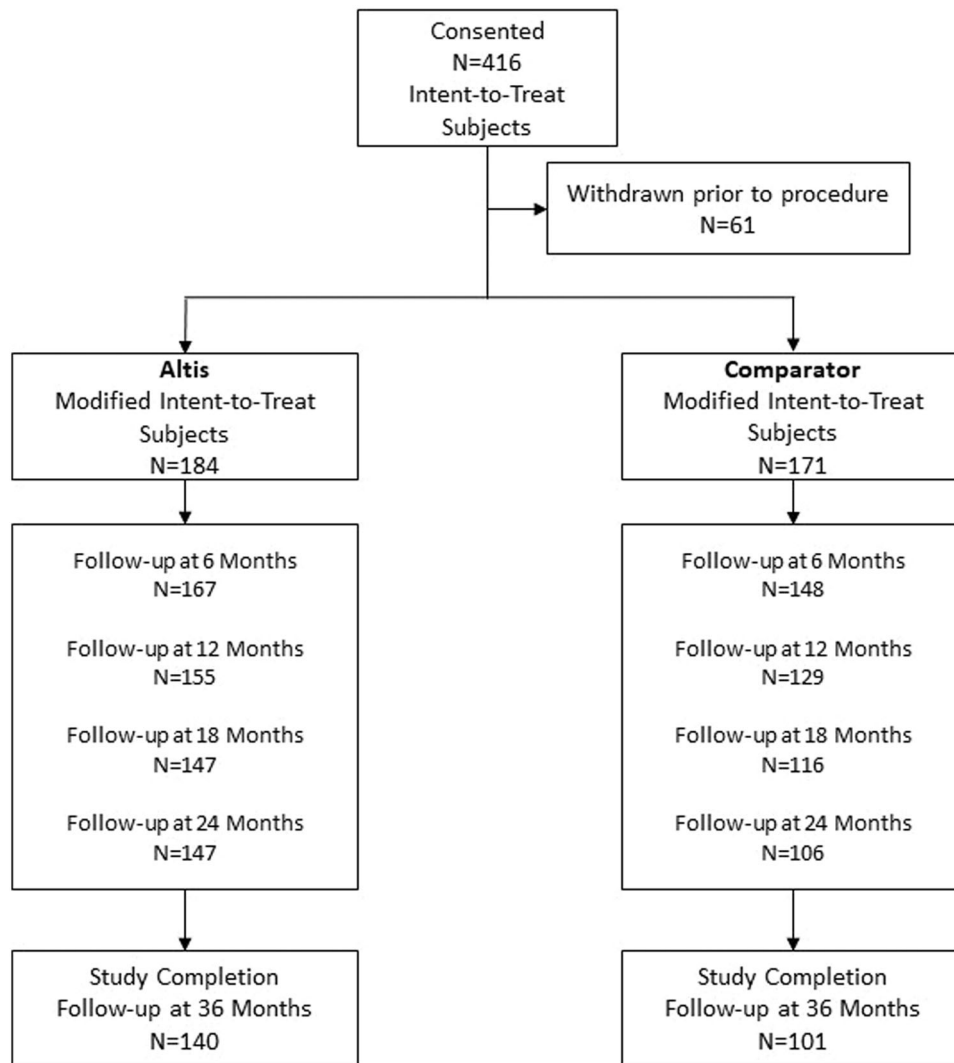 Consented
N=416
Intent-to-Treat
Subjects
Withdrawn prior to procedure
N=61
Altis
Modified Intent-to-Treat
Subjects
N=184
Comparator
Modified Intent-to-Treat
Subjects
N=171
Follow-up at 6 Months
N=167
Follow-up at 12 Months
N=155
Follow-up at 18 Months
N=147
Follow-up at 24 Months
N=147
Follow-up at 6 Months
N=148
Follow-up at 12 Months
N=129
Follow-up at 18 Months
N=116
Follow-up at 24 Months
N=106
Study Completion
Follow-up at 36 Months
N=140
Study Completion
Follow-up at 36 Months
N=101